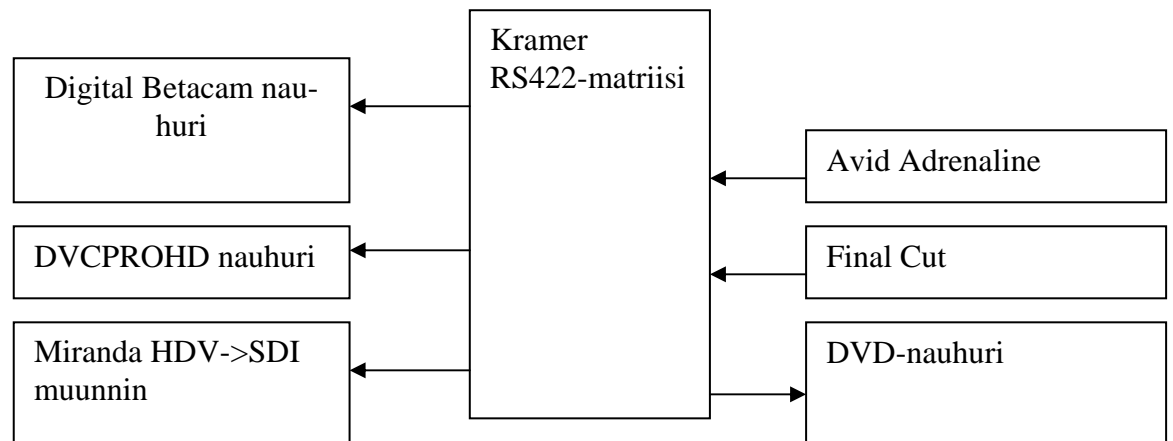 Kramer
RS422-matriisi
Digital Betacam nau-
huri
DVCPROHD nauhuri
Miranda HDV->SDI
muunnin
Avid Adrenaline
Final Cut
DVD-nauhuri